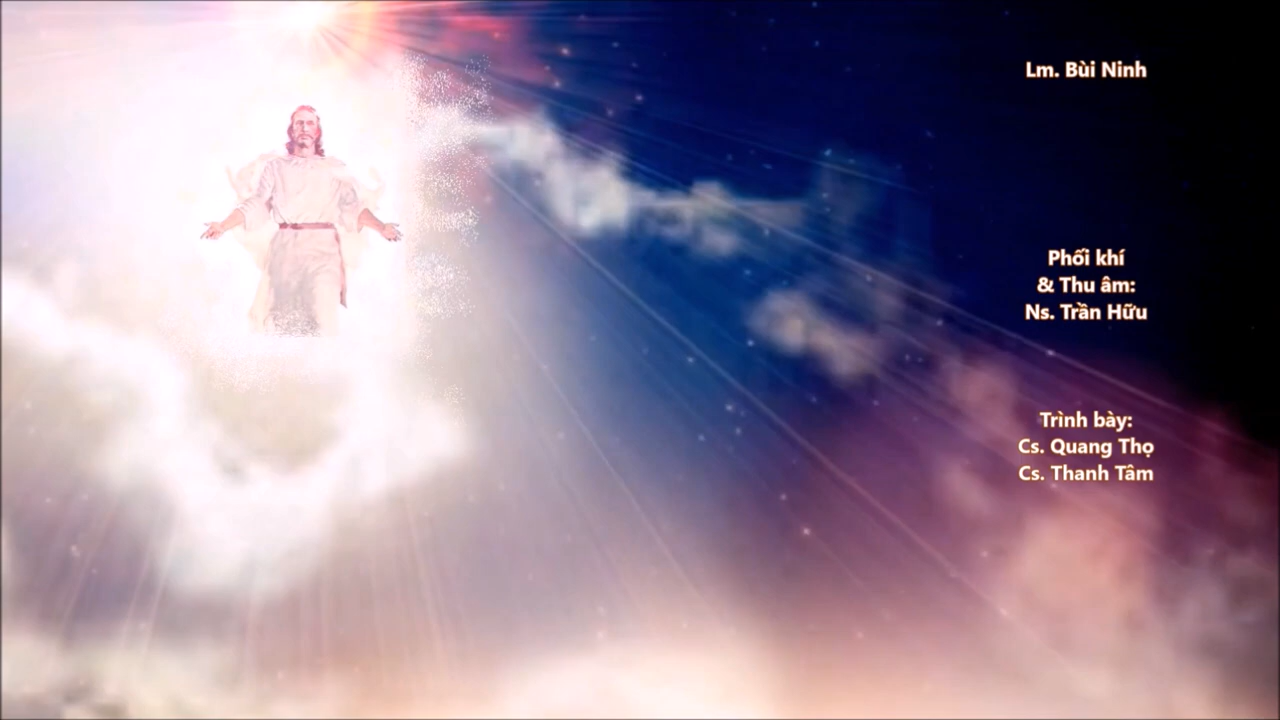 Lm. Bùi Ninh
Phối khí
& Thu âm:
Ns. Trần Hữu
Trình bày:
Cs. Quang Thọ
Cs. Thanh Tâm